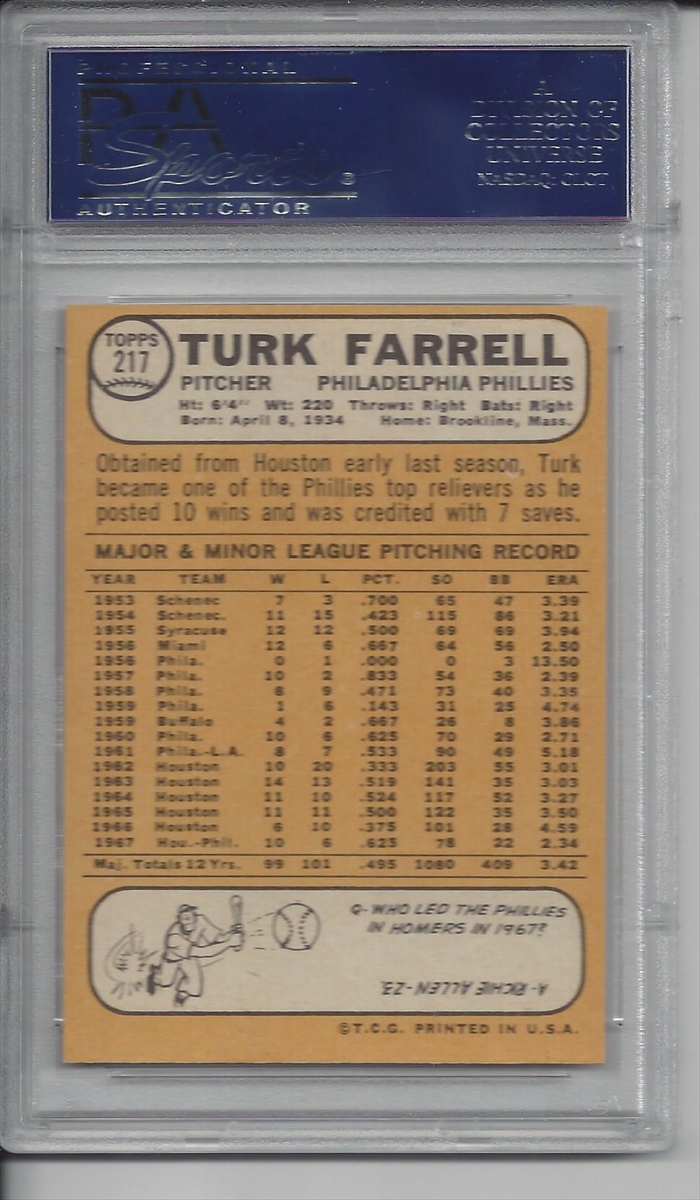 PROFESSIONAL
PSA
Sports ®
AUTHENTICATOR
A
DIVISION OF
COLLECTORS
UNIVERSE
NASDAQ: CLCT
TOPPS
217
TURK FARRELL
PITCHER PHILADELPHIA PHILLIES
Ht: 6'4" Wt: 220 Throws: Right Bats: Right
Born: April 8, 1934 Home: Brookline, Mass.
Obtained from Houston early last season, Turk
became one of the Phillies top relievers as he
posted 10 wins and was credited with 7 saves.
MAJOR & MINOR LEAGUE PITCHING RECORD
YEAR TEAM W L PCT. SO BB ERA
1953 Schenec 7 3 .700 65 47 3.39
1954 Schenec. 11 15 .423 115 86 3.21
1955 Syracuse 12 12 .500 69 69 3.94
1956 Miami 12 6 .667 64 56 2.50
1956 Phila. 0 1 .000 0 3 13.50
1957 Phila. 10 2 .833 54 36 2.39
1958 Phila. 8 9 .471 73 40 3.35
1959 Phila. 1 6 .143 31 25 4.74
1959 Buffalo 4 2 .667 26 8 3.86
1960 Phila. 10 6 .625 70 29 2.71
1961 Phila.-L.A. 8 7 .533 90 49 5.18
1962 Houston 10 20 .333 203 55 3.01
1963 Houston 14 13 .519 141 35 3.03
1964 Houston 11 10 .524 117 52 3.27
1965 Houston 11 11 .500 122 35 3.50
1966 Houston 6 10 .375 101 28 4.59
1967 Hou.-Phil. 10 6 .625 78 22 2.34
Maj. Totals 12 Yrs. 99 101 .495 1080 409 3.42
Q- WHO LED THE PHILLIES
IN HOMERS IN 1967?
A- RICHIE ALLEN-23.
©T.C.G. PRINTED IN U.S.A.